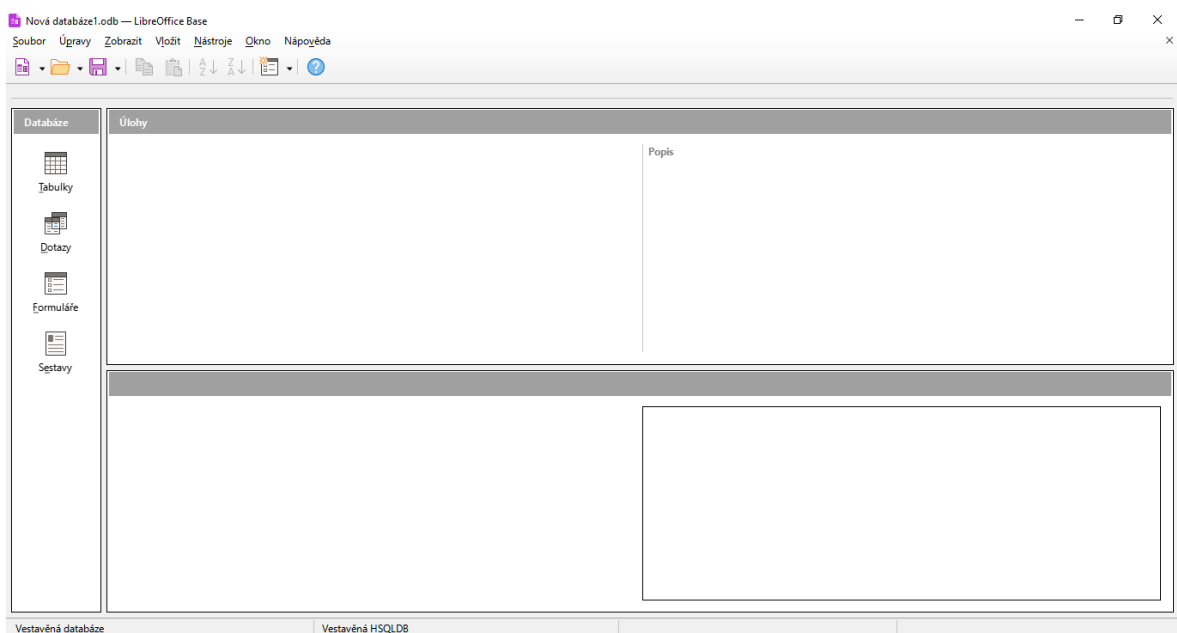 Nová databáze1.odb — LibreOffice Base
Soubor Úpravy Zobrazit Vložit Nástroje Okno Nápověda
Databáze
Úlohy
Tabulky
Dotazy
Formuláře
Sestavy
Popis
Vestavěná databáze
Vestavěná HSQLDB